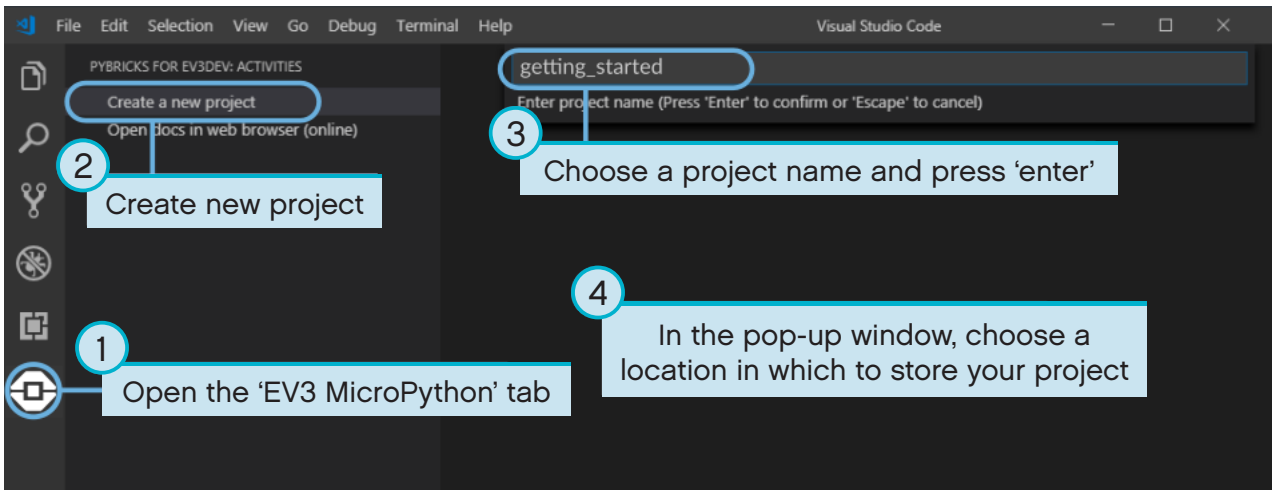 File Edit Selection View Go Debug Terminal Help Visual Studio Code
PYBRICKS FOR EV3DEV: ACTIVITIES
Create a new project
Open docs in web browser (online)
2
Create new project
1
Open the ‘EV3 MicroPython’ tab
getting_started
Enter project name (Press 'Enter' to confirm or 'Escape' to cancel)
3
Choose a project name and press ‘enter’
4
In the pop-up window, choose a
location in which to store your project